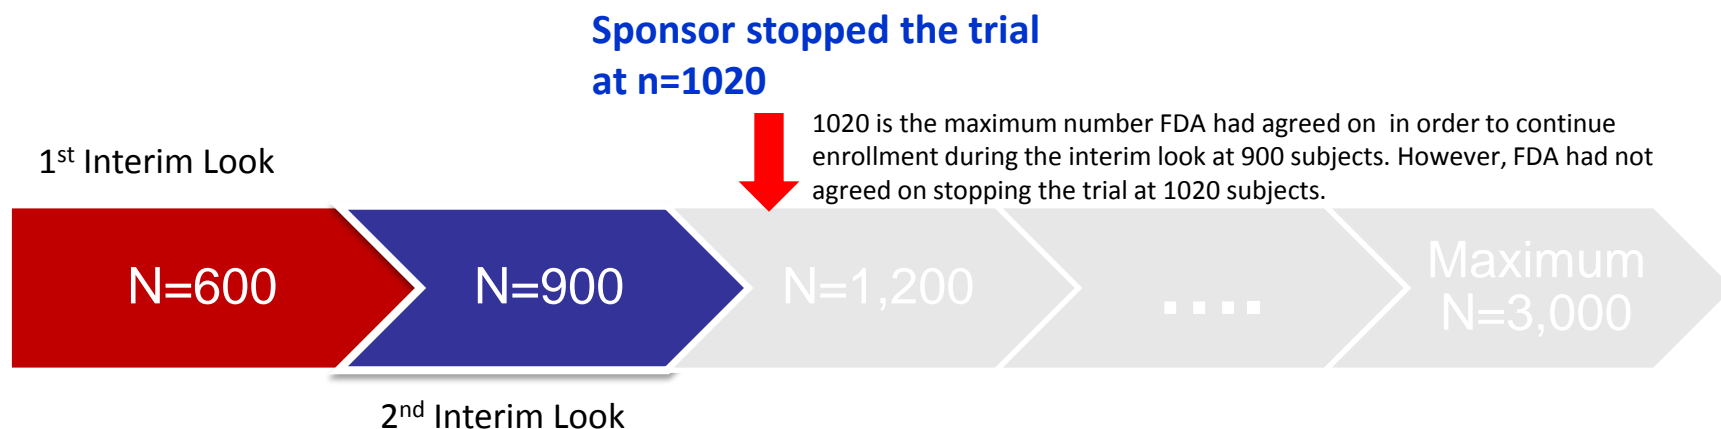 Sponsor stopped the trial
at n=1020
1020 is the maximum number FDA had agreed on  in order to continue
enrollment during the interim look at 900 subjects. However, FDA had not
agreed on stopping the trial at 1020 subjects.
1st Interim Look
N=600
N=900
N=1,200
....
Maximum
N=3,000
2nd Interim Look